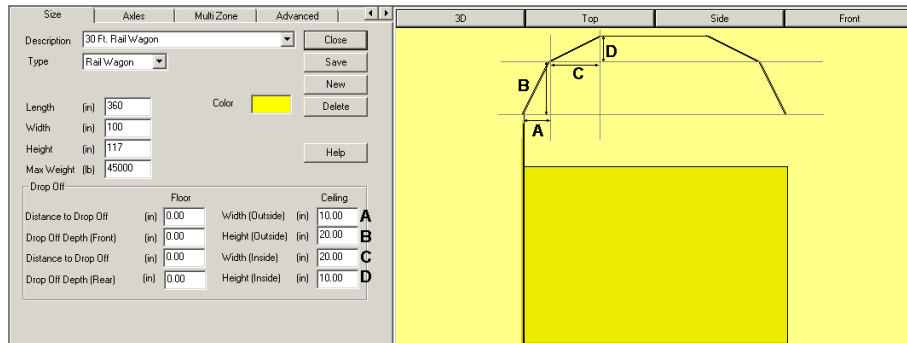 Size Axles Multi Zone Advanced
3D Top Side Front
Description 30 Ft. Rail Wagon Close
Type Rail Wagon Save
New
Length (in) 360 Color Delete
Width (in) 100
Height (in) 117 Help
Max Weight (lb) 45000
Drop Off
Floor Ceiling
Distance to Drop Off (in) 0.00 Width (Outside) (in) 10.00 A
Drop Off Depth (Front) (in) 0.00 Height (Outside) (in) 20.00 B
Distance to Drop Off (in) 0.00 Width (Inside) (in) 20.00 C
Drop Off Depth (Rear) (in) 0.00 Height (Inside) (in) 10.00 D
D
C
B
A